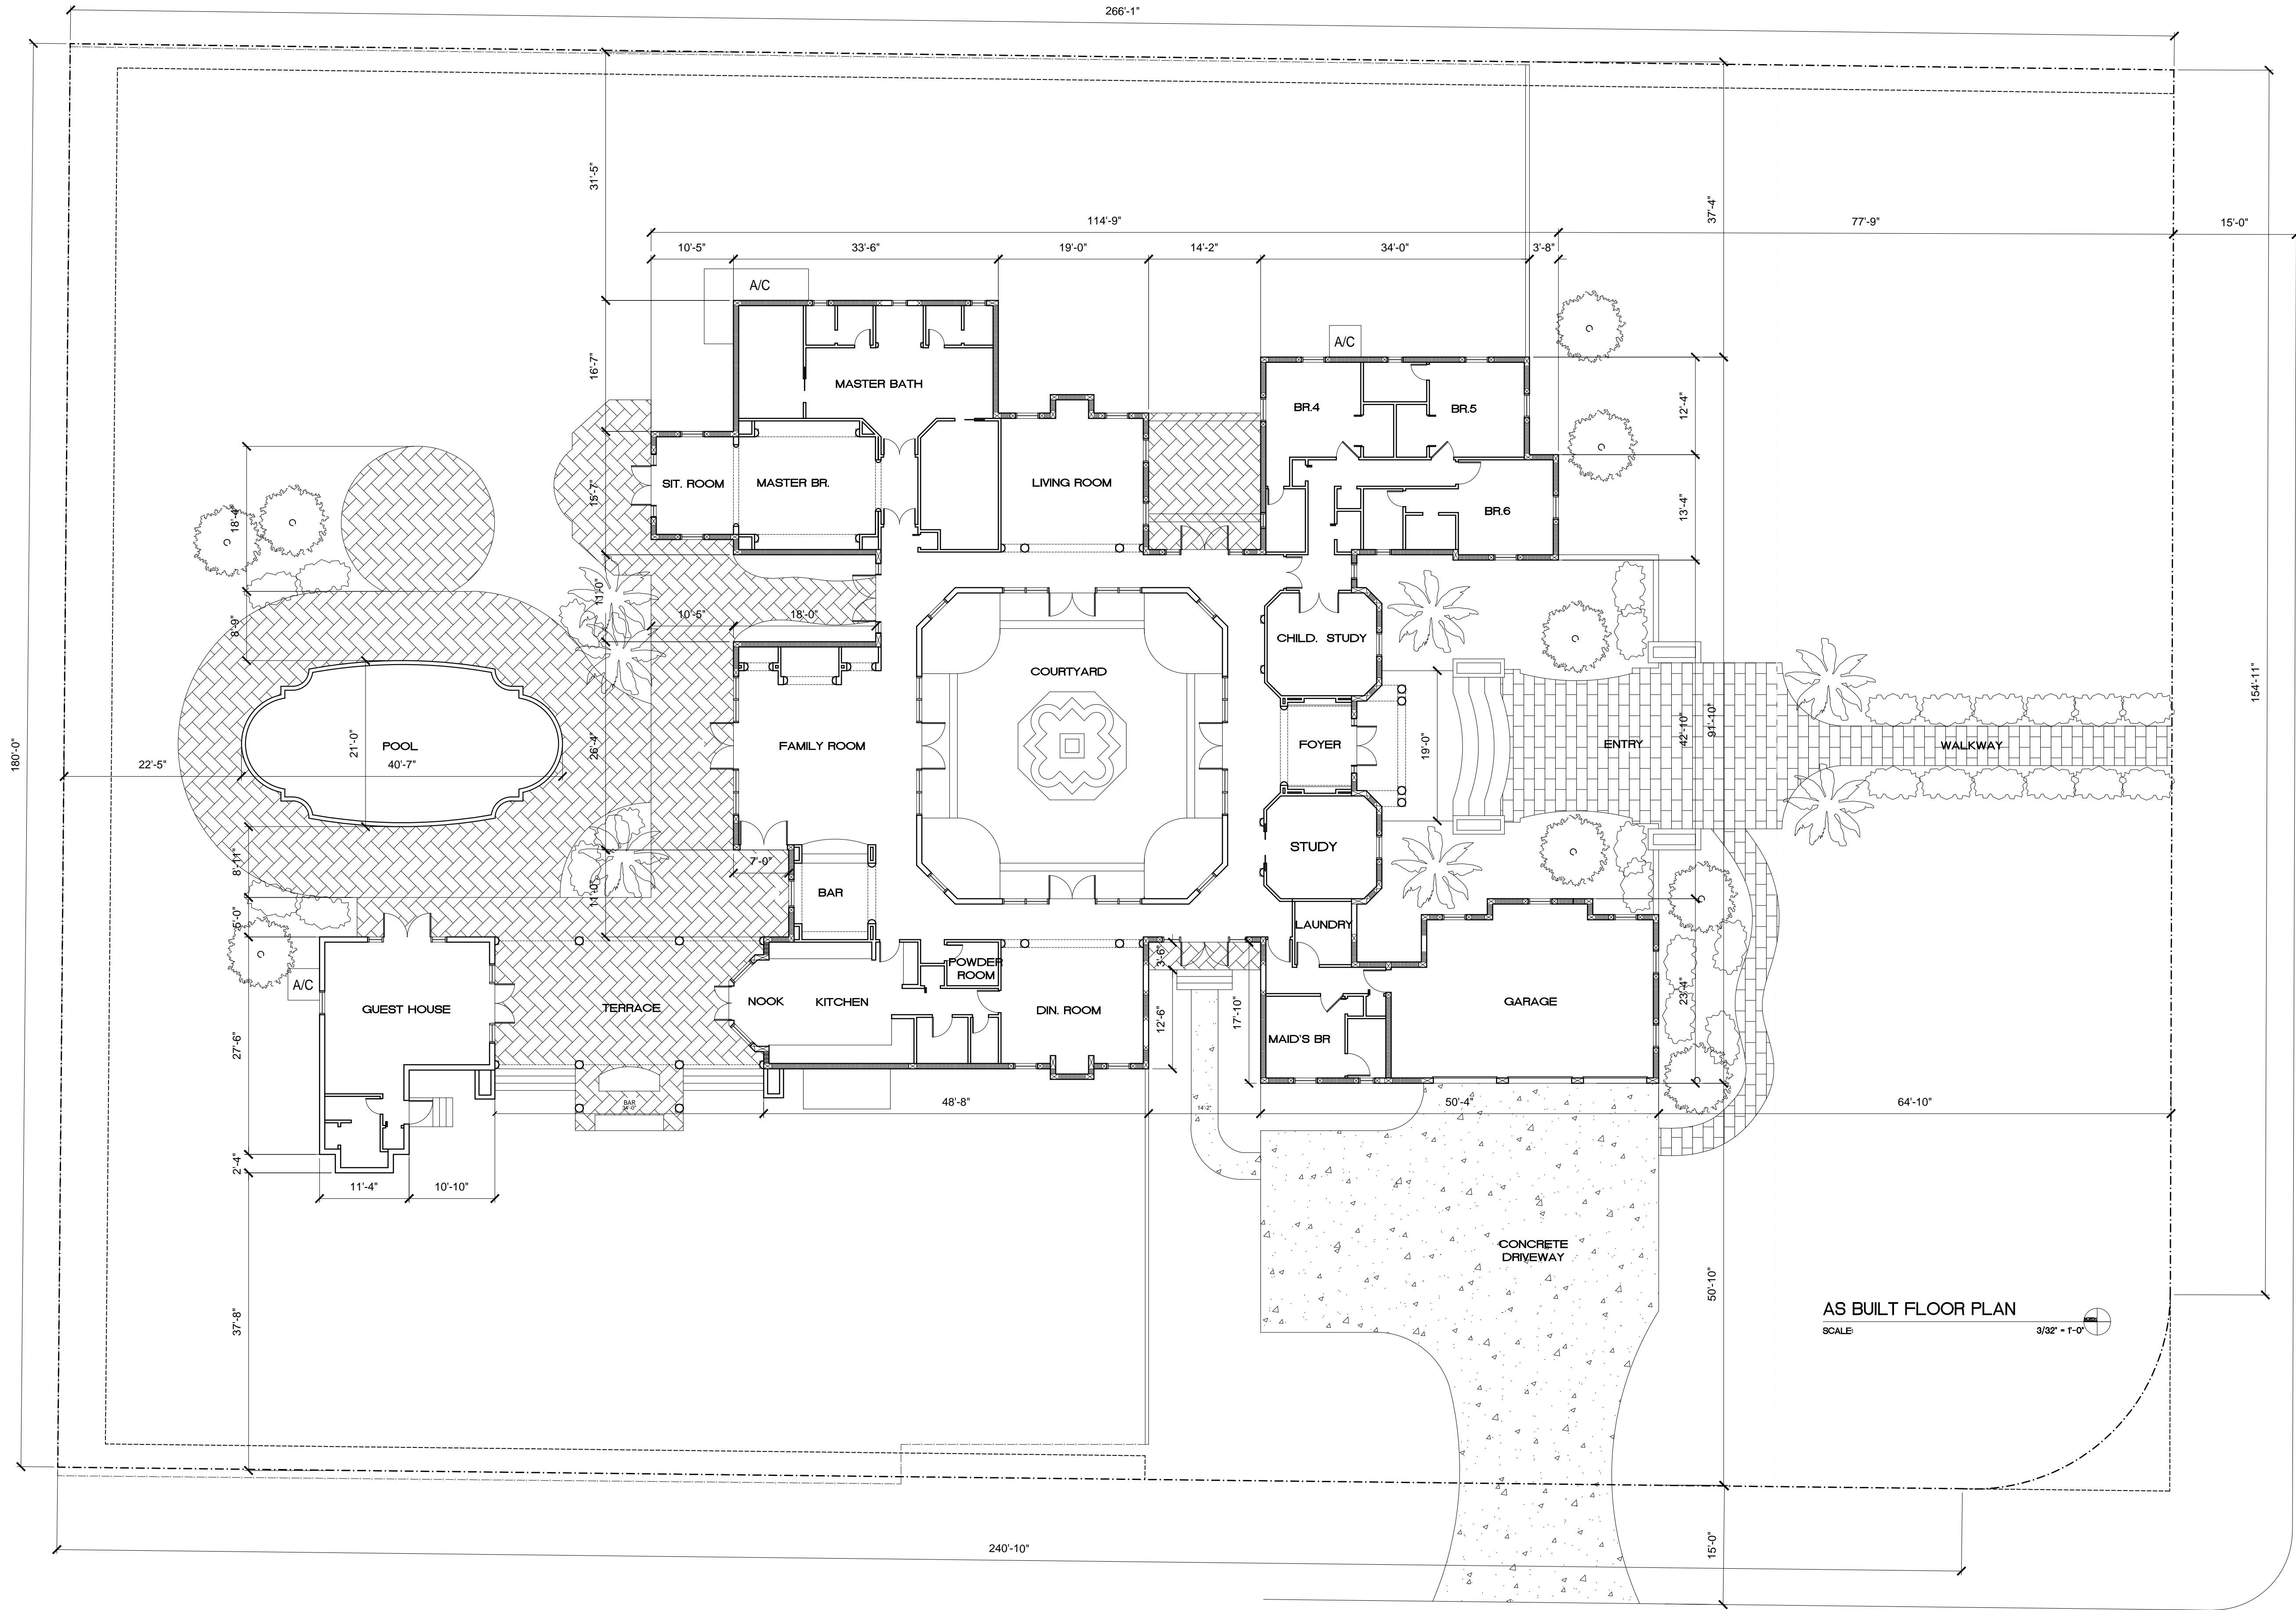 266'-1"
31'-5"
37'-4"
114'-9"
77'-9"
15'-0"
10'-5"
33'-6"
19'-0"
14'-2"
34'-0"
3'-8"
A/C
A/C
16'-7"
MASTER BATH
BR.4
BR.5
12'-4"
SIT. ROOM
MASTER BR.
LIVING ROOM
15'-7"
18'-4"
BR.6
13'-4"
11'-0"
10'-5"
18'-0"
8'-9"
CHILD. STUDY
COURTYARD
154'-11"
180'-0"
22'-5"
POOL
40'-7"
21'-0"
26'-4"
FAMILY ROOM
FOYER
19'-0"
ENTRY
42'-10"
91'-10"
WALKWAY
8'-11"
7'-0"
STUDY
BAR
11'-0"
5'-0"
LAUNDRY
A/C
POWDER
ROOM
3'-6"
GUEST HOUSE
TERRACE
NOOK
KITCHEN
DIN. ROOM
12'-6"
17'-10"
GARAGE
23'-4"
27'-6"
MAID'S BR
BAR
14'-0"
48'-8"
14'-2"
50'-4"
64'-10"
2'-4"
11'-4"
10'-10"
CONCRETE
DRIVEWAY
37'-8"
50'-10"
AS BUILT FLOOR PLAN
SCALE:
3/32" = 1'-0"
15'-0"
240'-10"